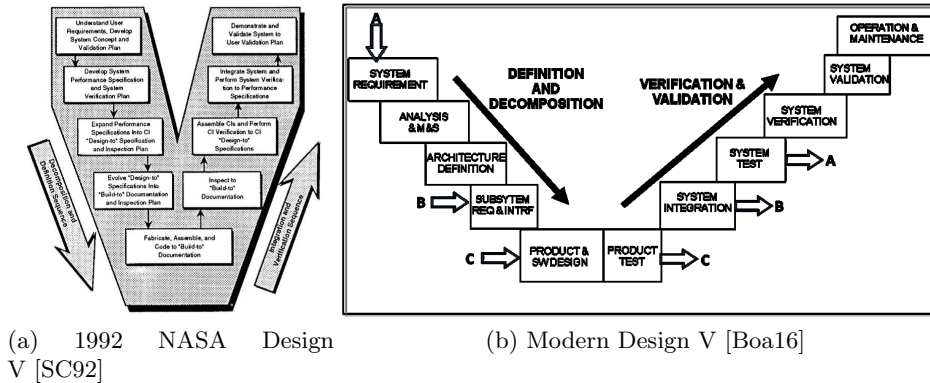 Understand User
Requirements, Develop
System Concept and
Validation Plan
Develop System
Performance Specification
and System
Verification Plan
Expand Performance
Specifications Into CI
"Design-to" Specification
and Inspection Plan
Evolve "Design-to"
Specifications Into
"Build-to" Documentation
and Inspection Plan
Fabricate, Assemble, and
Code to "Build-to"
Documentation
Inspect to
"Build-to"
Documentation
Assemble CIs and Perform
CI Verification to CI
"Design-to"
Specifications
Integrate System and
Perform System Verifica-
tion to Performance
Specifications
Demonstrate and
Validate System to
User Validation Plan
Decomposition and
Definition Sequence
Integration and
Verification Sequence
(a) 1992 NASA Design
V [SC92]
A
SYSTEM
REQUIREMENT
ANALYSIS
& M&S
ARCHITECTURE
DEFINITION
B
SUBSYTEM
REQ & INTRF
C
PRODUCT &
SWDESIGN
PRODUCT
TEST
C
SYSTEM
INTEGRATION
B
SYSTEM
TEST
A
SYSTEM
VERIFICATION
SYSTEM
VALIDATION
OPERATION &
MAINTENANCE
DEFINITION
AND
DECOMPOSITION
VERIFICATION &
VALIDATION
(b) Modern Design V [Boa16]